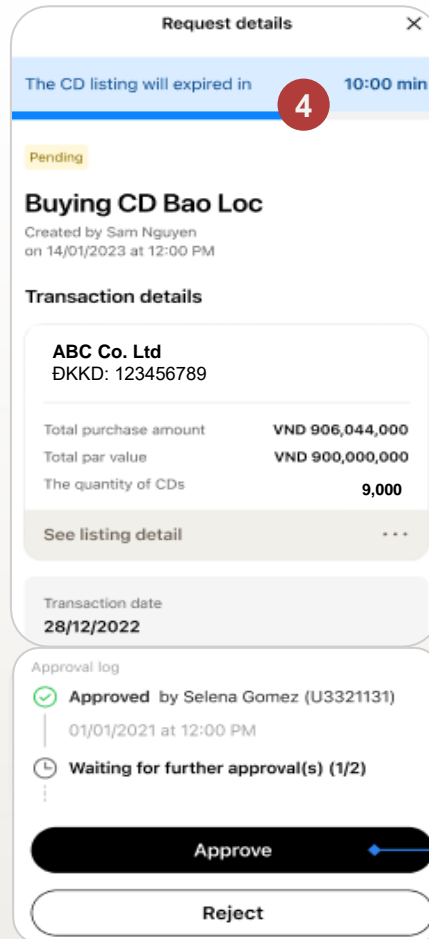 Request details
The CD listing will expired in 10:00 min
4
Pending
Buying CD Bao Loc
Created by Sam Nguyen
on 14/01/2023 at 12:00 PM
Transaction details
ABC Co. Ltd
ĐKKD: 123456789
Total purchase amount VND 906,044,000
Total par value VND 900,000,000
The quantity of CDs 9,000
See listing detail
Transaction date
28/12/2022
Approval log
Approved by Selena Gomez (U3321131)
01/01/2021 at 12:00 PM
Waiting for further approval(s) (1/2)
Approve
Reject